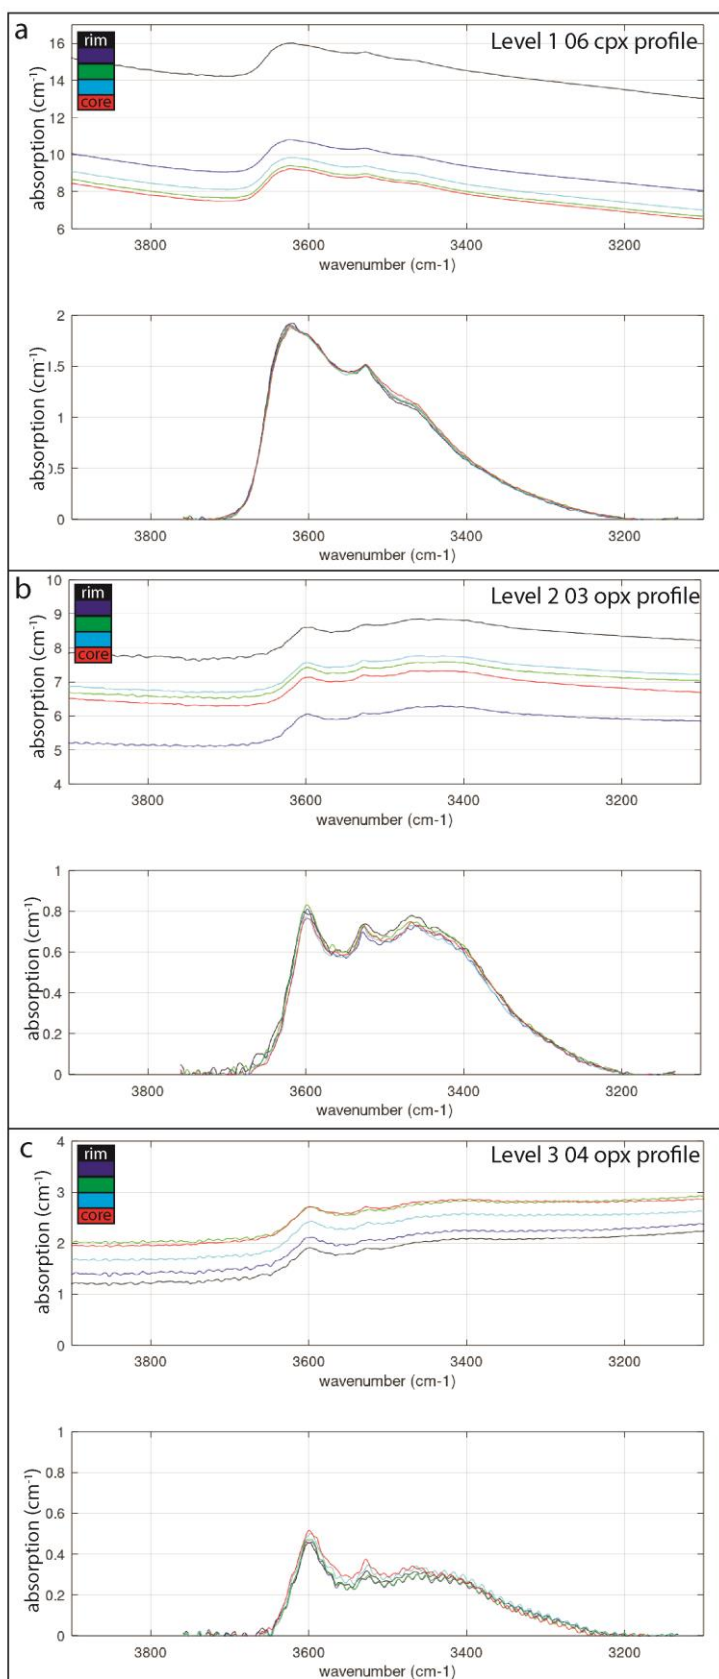 a
rim
core
Level 1 06 cpx profile
absorption (cm-1)
16
14
12
10
8
6
3800
3600
3400
3200
wavenumber (cm-1)
absorption (cm-1)
2
1.5
1
0.5
0
3800
3600
3400
3200
wavenumber (cm-1)
b
rim
core
Level 2 03 opx profile
absorption (cm-1)
10
9
8
7
6
5
4
3800
3600
3400
3200
wavenumber (cm-1)
absorption (cm-1)
1
0.8
0.6
0.4
0.2
0
3800
3600
3400
3200
wavenumber (cm-1)
c
rim
core
Level 3 04 opx profile
absorption (cm-1)
4
3
2
1
0
3800
3600
3400
3200
wavenumber (cm-1)
absorption (cm-1)
1
0.8
0.6
0.4
0.2
0
3800
3600
3400
3200
wavenumber (cm-1)